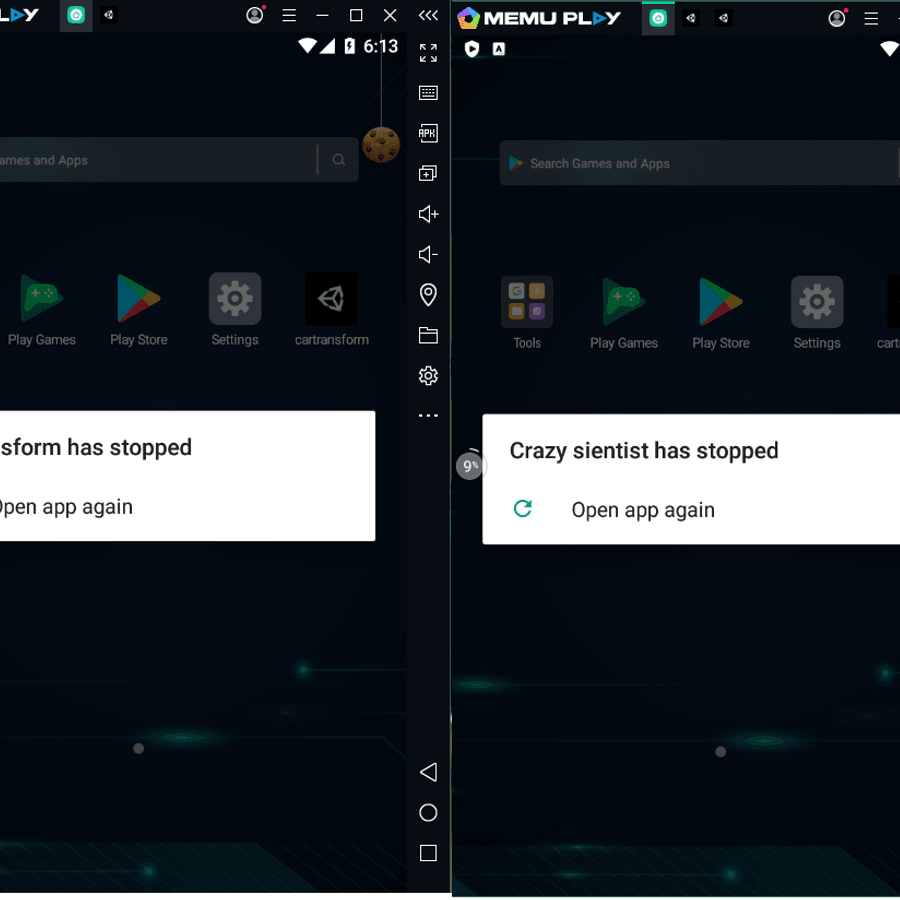 PLAY
6:13
ames and Apps
APK
Play Games
Play Store
Settings
cartransform
sform has stopped
Open app again
MEMU PLAY
A
Search Games and Apps
Tools
Play Games
Play Store
Settings
cart
9%
Crazy sientist has stopped
Open app again